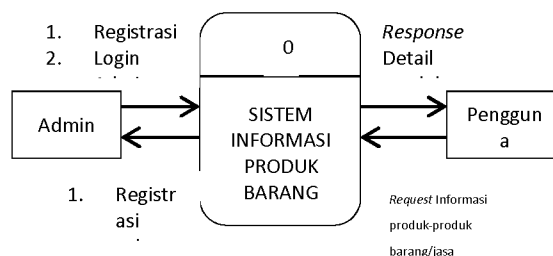 1. Registrasi
2. Login
0
Response
Detail
Admin
SISTEM
INFORMASI
PRODUK
BARANG
Penggun
a
1. Registr
asi
Request Informasi
produk-produk
barang/jasa